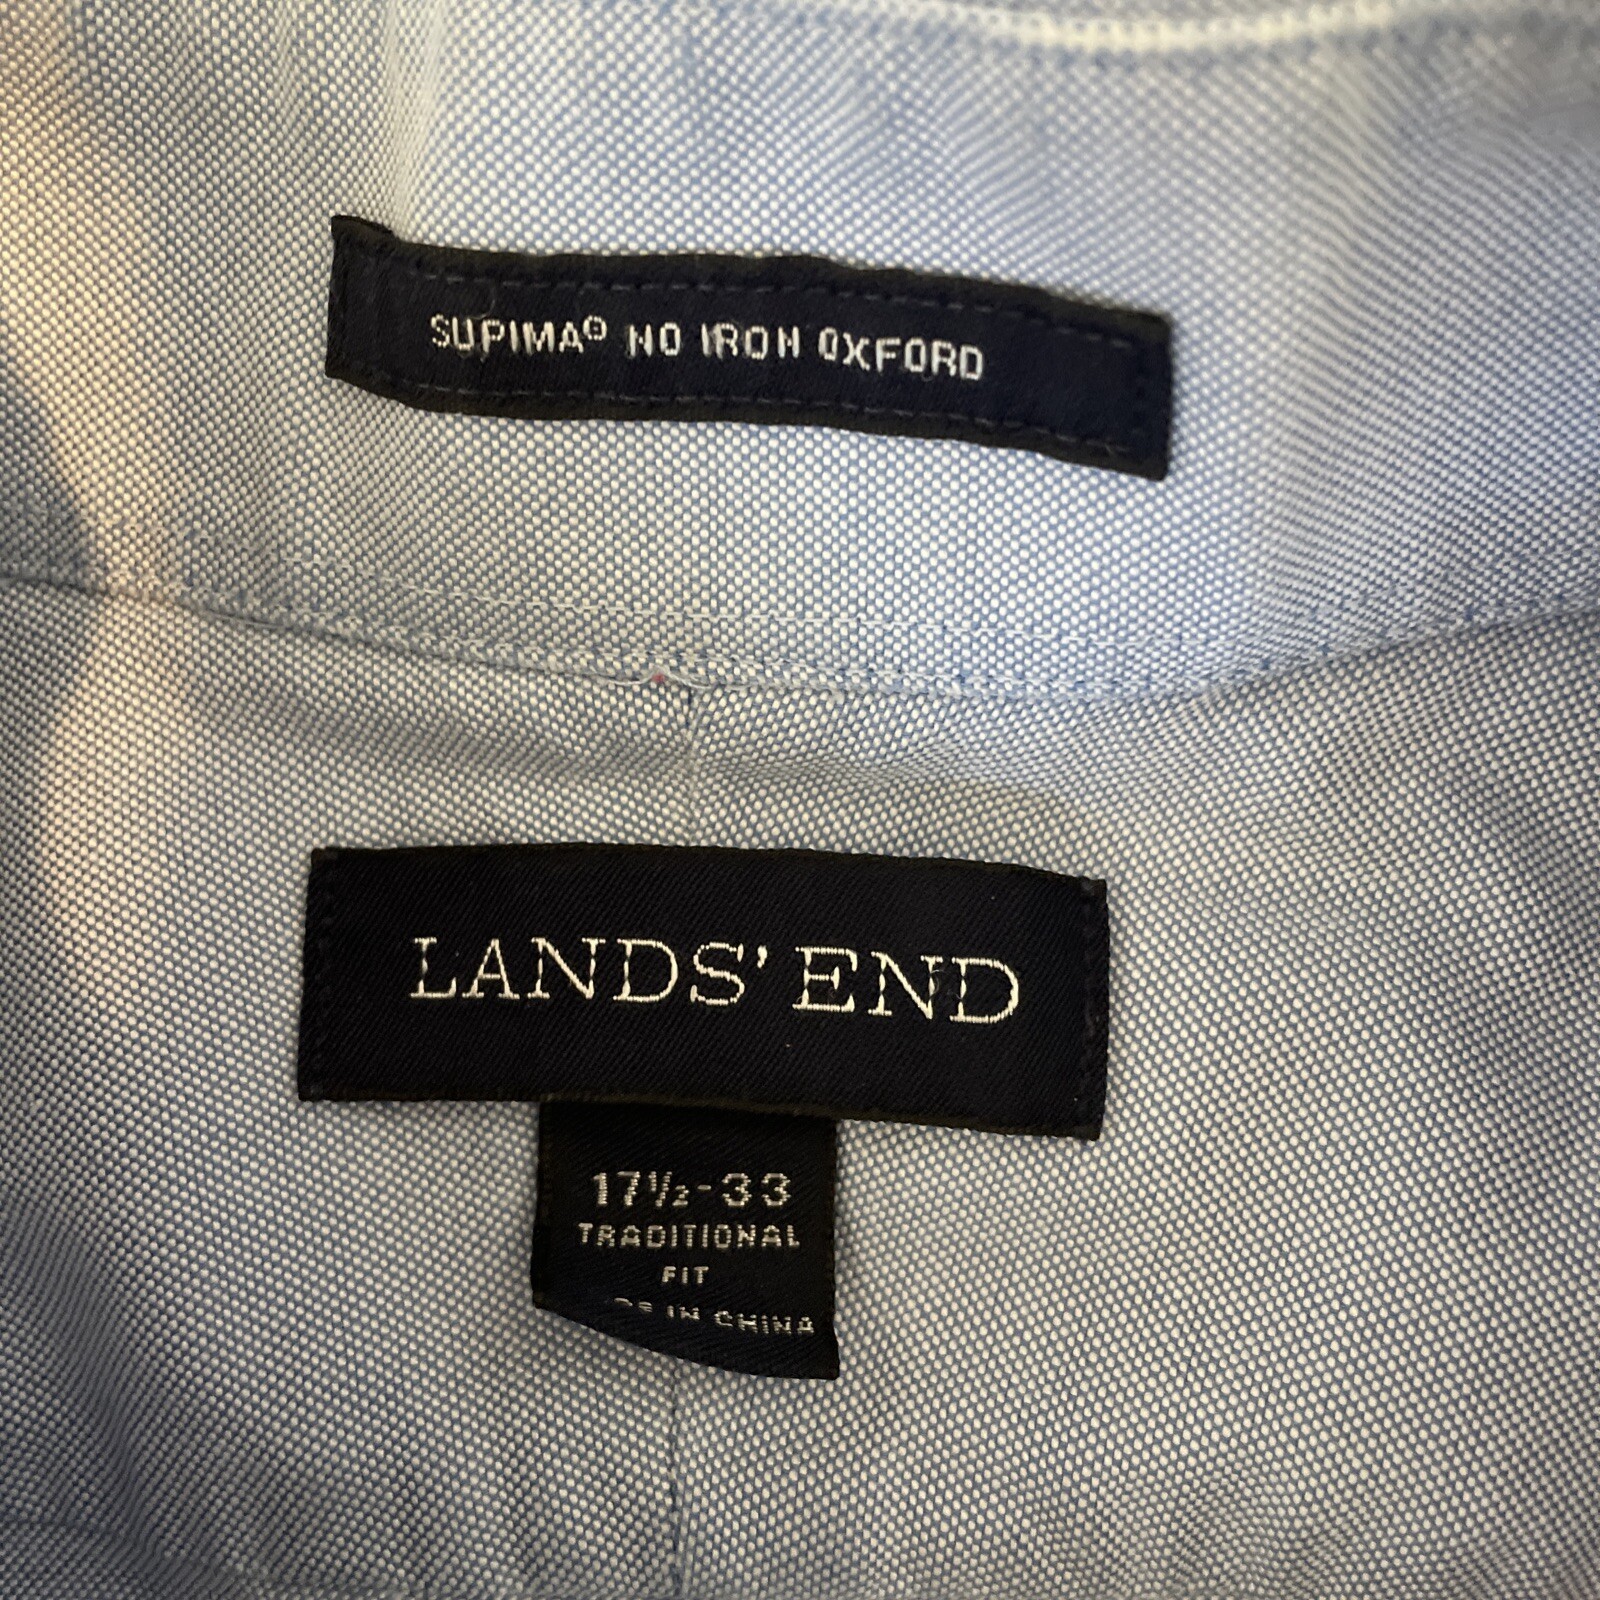 SUPIMA® NO IRON OXFORD
LANDS' END
17½-33
TRADITIONAL
FIT
IN CHINA